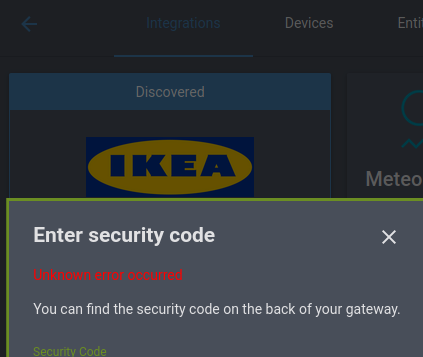 Integrations Devices Enti
Discovered
IKEA
Meteo
Enter security code
Unknown error occurred
You can find the security code on the back of your gateway.
Security Code